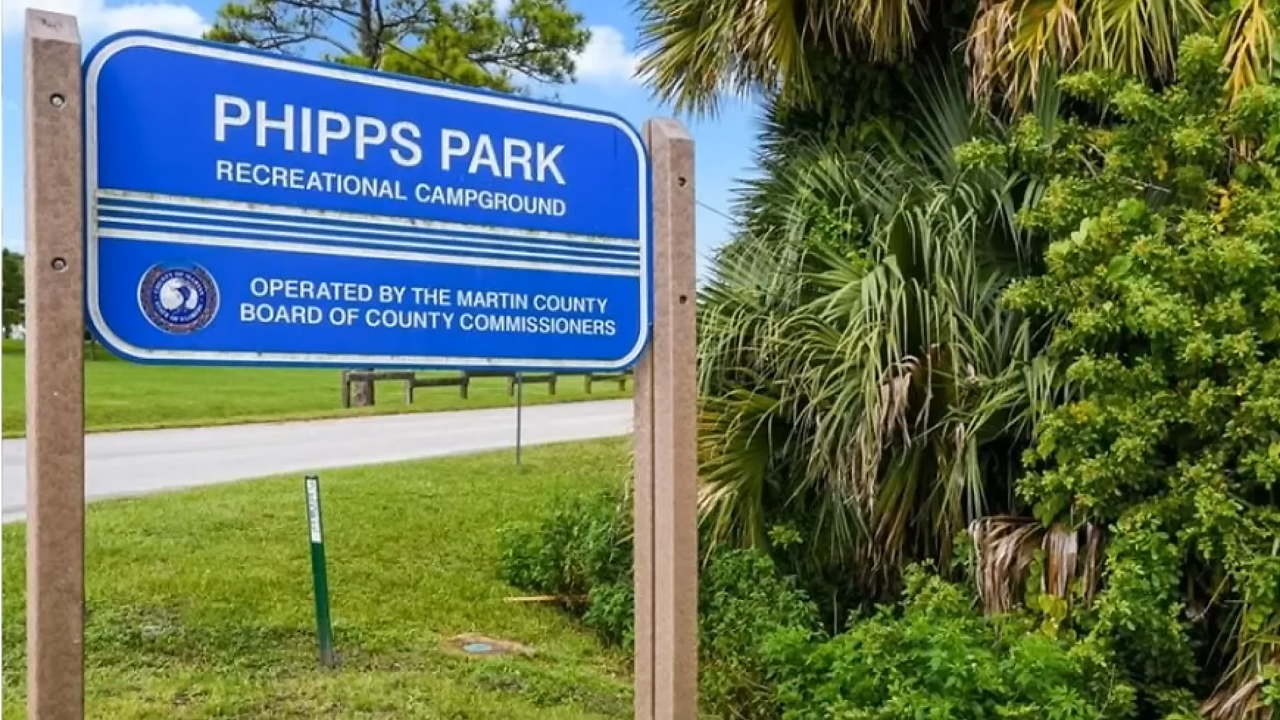 PHIPPS PARK
RECREATIONAL CAMPGROUND
OPERATED BY THE MARTIN COUNTY
BOARD OF COUNTY COMMISSIONERS